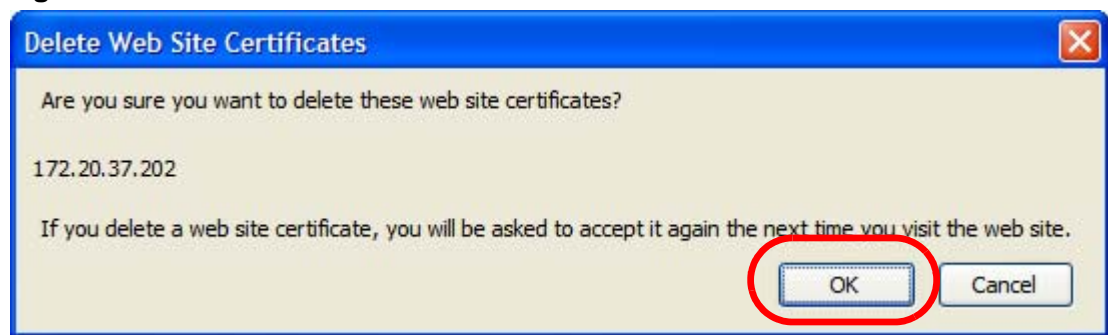 Delete Web Site Certificates
Are you sure you want to delete these web site certificates?
172.20.37.202
If you delete a web site certificate, you will be asked to accept it again the next time you visit the web site.
OK Cancel